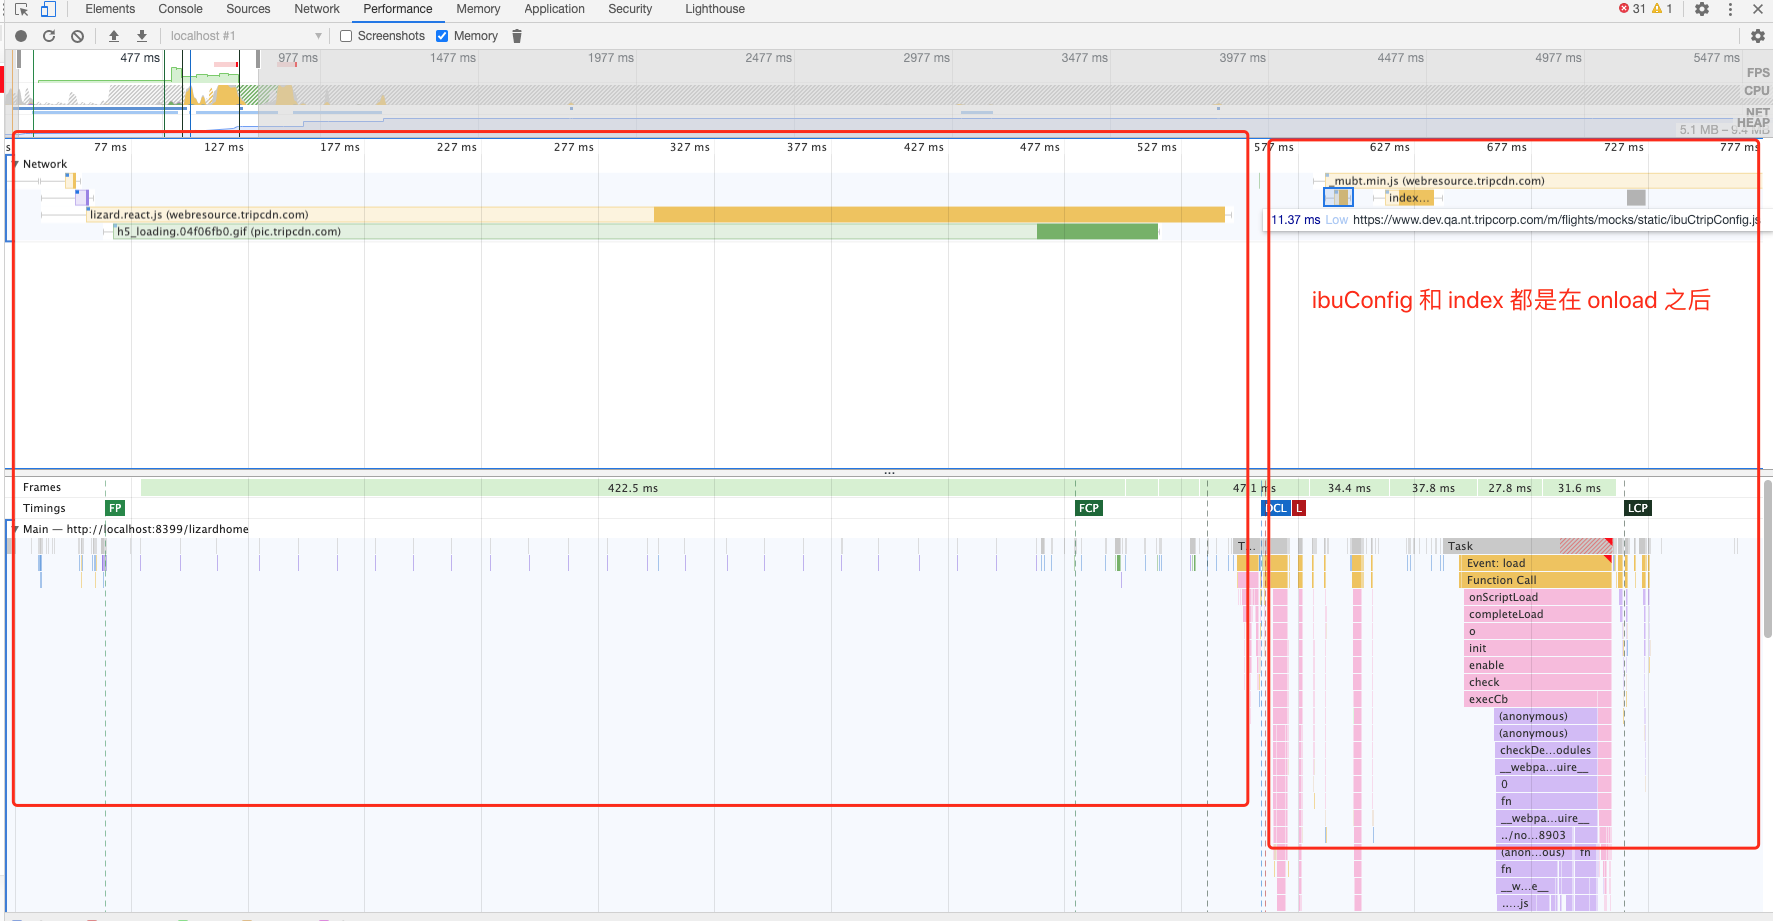 Elements Console Sources Network Performance Memory Application Security Lighthouse 31 1
localhost #1 Screenshots Memory
477 ms 977 ms 1477 ms 1977 ms 2477 ms 2977 ms 3477 ms 3977 ms 4477 ms 4977 ms 5477 ms
FPS
CPU
NET
HEAP
5.1 MB – 9.4 MB
s 77 ms 127 ms 177 ms 227 ms 277 ms 327 ms 377 ms 427 ms 477 ms 527 ms 577 ms 627 ms 677 ms 727 ms 777 ms
Network
mubt.min.js (webresource.tripcdn.com)
index...
lizard.react.js (webresource.tripcdn.com)
11.37 ms Low https://www.dev.qa.nt.tripcorp.com/m/flights/mocks/static/ibuCtripConfig.js
h5_loading.04f06fb0.gif (pic.tripcdn.com)
ibuConfig 和 index 都是在 onload 之后
...
Frames 422.5 ms 47.1 ms 34.4 ms 37.8 ms 27.8 ms 31.6 ms
Timings FP FCP DCL L LCP
Main — http://localhost:8399/lizardhome
T... Task
Event: load
Function Call
onScriptLoad
completeLoad
o
init
enable
check
execCb
(anonymous)
(anonymous)
checkDe...odules
__webpa...uire__
0
fn
__webpa...uire__
../no...8903
(anon...ous) fn
fn
__w...e__
.....js